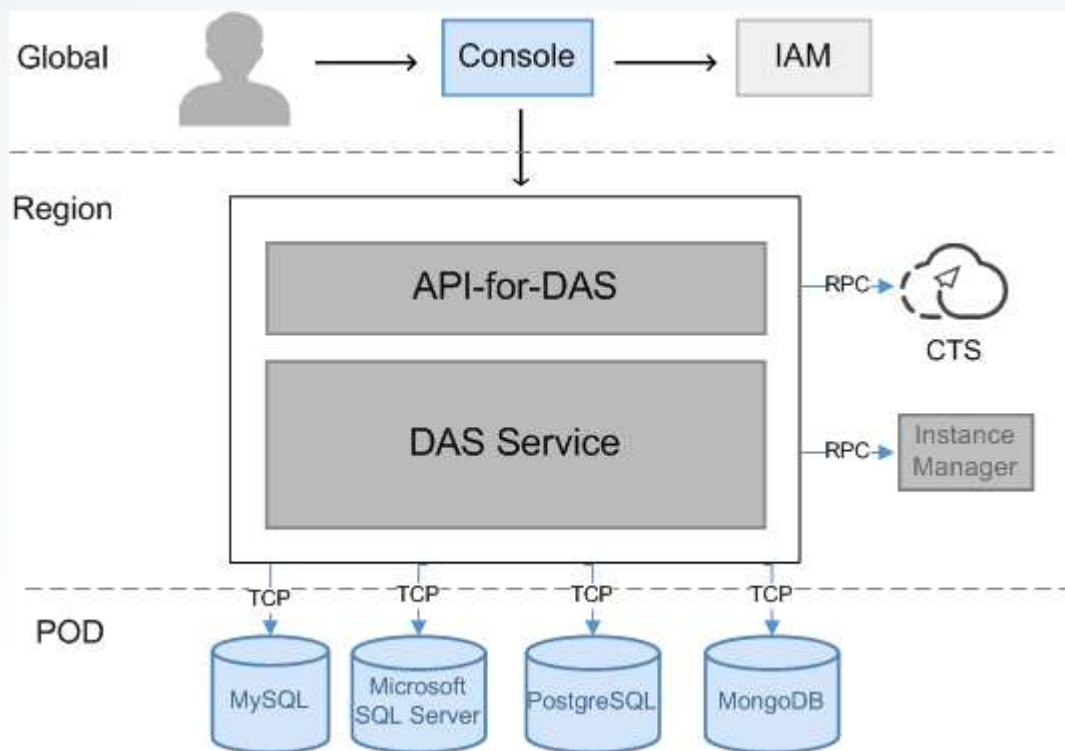 Global
Console
IAM
Region
API-for-DAS
RPC
CTS
DAS Service
RPC
Instance
Manager
TCP
TCP
TCP
TCP
POD
MySQL
Microsoft
SQL Server
PostgreSQL
MongoDB